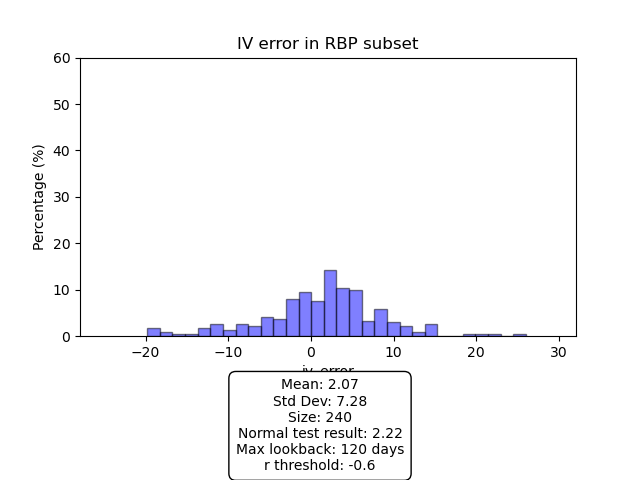 IV error in RBP subset
60
50
40
30
20
10
0
Percentage (%)
−20
−10
0
10
20
30
iv_error
Mean: 2.07
Std Dev: 7.28
Size: 240
Normal test result: 2.22
Max lookback: 120 days
r threshold: -0.6